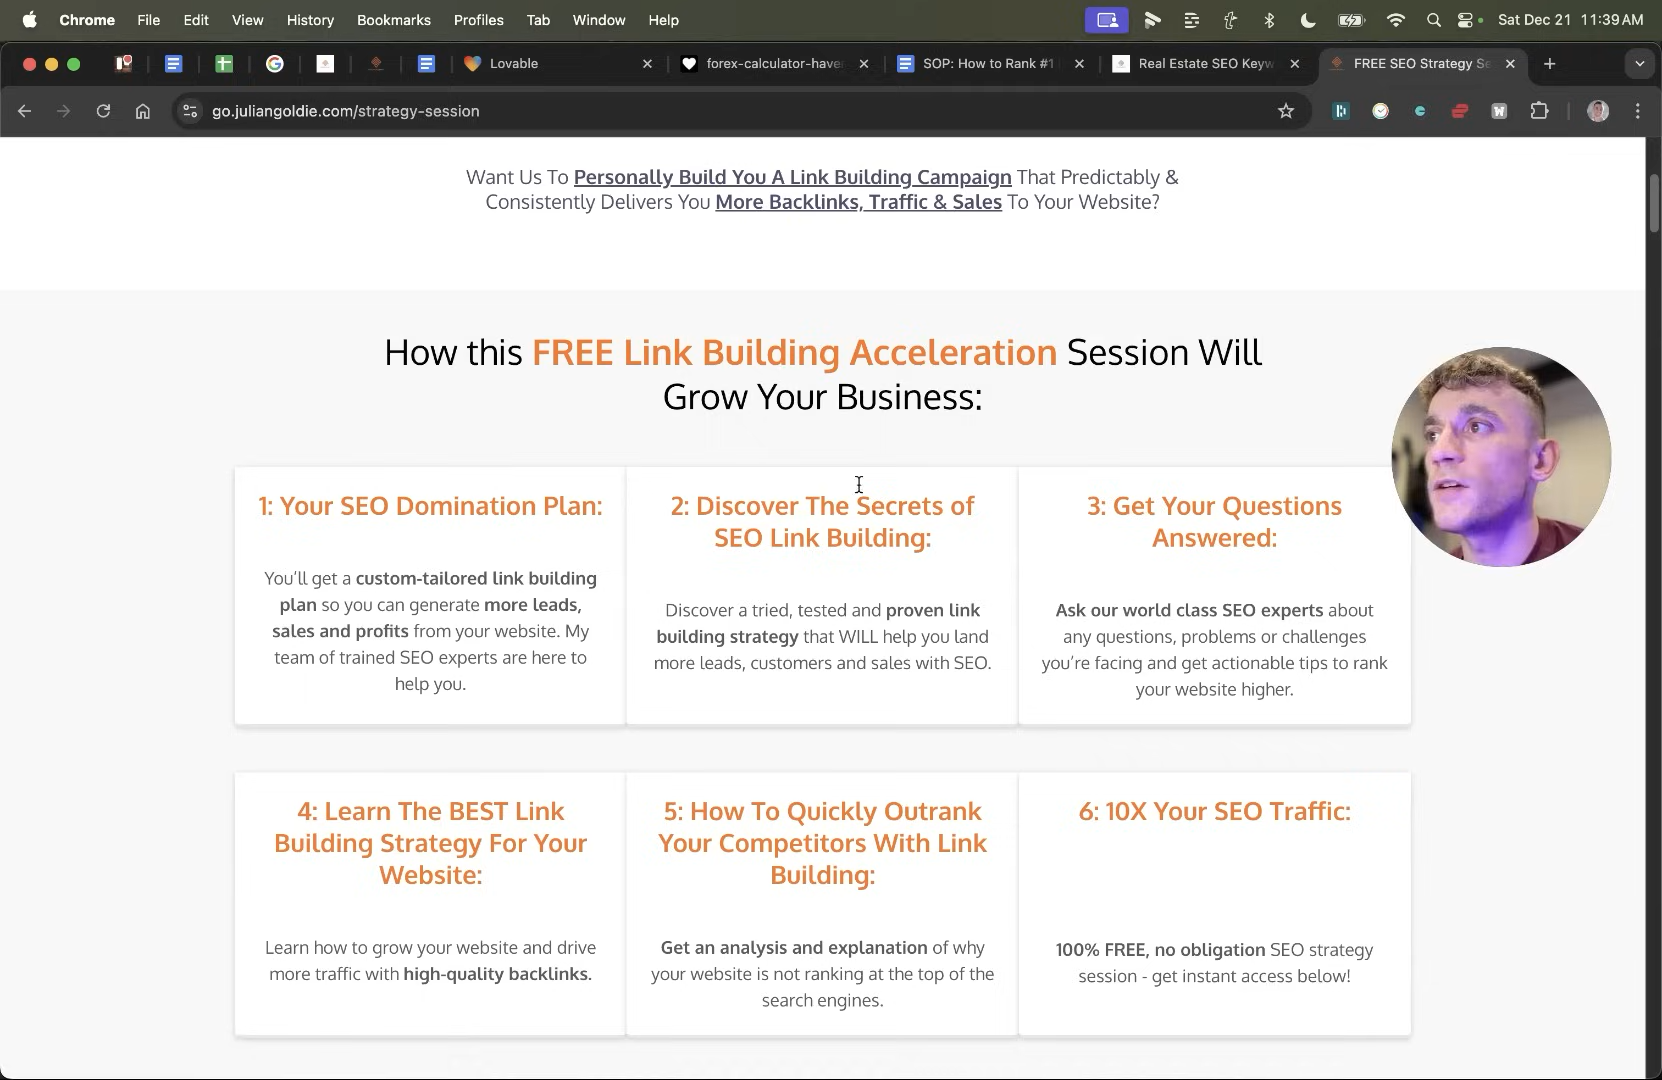 Chrome File Edit View History Bookmarks Profiles Tab Window Help Sat Dec 21 11:39 AM
Lovable forex-calculator-have SOP: How to Rank #1 Real Estate SEO Keyw FREE SEO Strategy Se
go.juliangoldie.com/strategy-session
Want Us To Personally Build You A Link Building Campaign That Predictably &
Consistently Delivers You More Backlinks, Traffic & Sales To Your Website?
How this FREE Link Building Acceleration Session Will
Grow Your Business:
1: Your SEO Domination Plan:
You'll get a custom-tailored link building
plan so you can generate more leads,
sales and profits from your website. My
team of trained SEO experts are here to
help you.
2: Discover The Secrets of
SEO Link Building:
Discover a tried, tested and proven link
building strategy that WILL help you land
more leads, customers and sales with SEO.
3: Get Your Questions
Answered:
Ask our world class SEO experts about
any questions, problems or challenges
you're facing and get actionable tips to rank
your website higher.
4: Learn The BEST Link
Building Strategy For Your
Website:
Learn how to grow your website and drive
more traffic with high-quality backlinks.
5: How To Quickly Outrank
Your Competitors With Link
Building:
Get an analysis and explanation of why
your website is not ranking at the top of the
search engines.
6: 10X Your SEO Traffic:
100% FREE, no obligation SEO strategy
session - get instant access below!